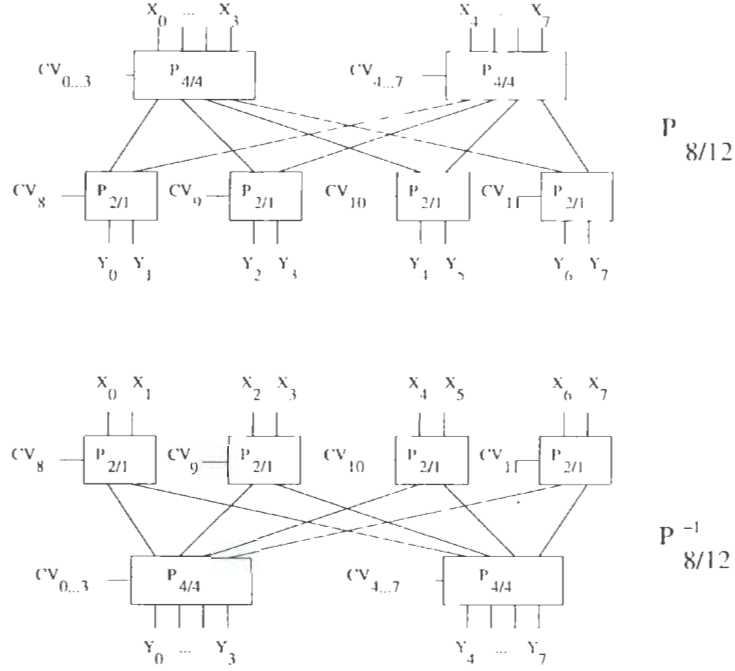 X0 ... X3 X4 . X7
CV0...3 P4/4 CV4...7 P4/4
P8/12
CV8 P2/1 CV9 P2/1 CV10 P2/1 CV11 P2/1
Y0 Y1 Y2 Y3 Y4 Y5 Y6 Y7
X0 X1 X2 X3 X4 X5 X6 X7
CV8 P2/1 CV9 P2/1 CV10 P2/1 CV11 P2/1
P8/12 –1
CV0...3 P4/4 CV4...7 P4/4
Y0 ... Y3 Y4 ... Y7